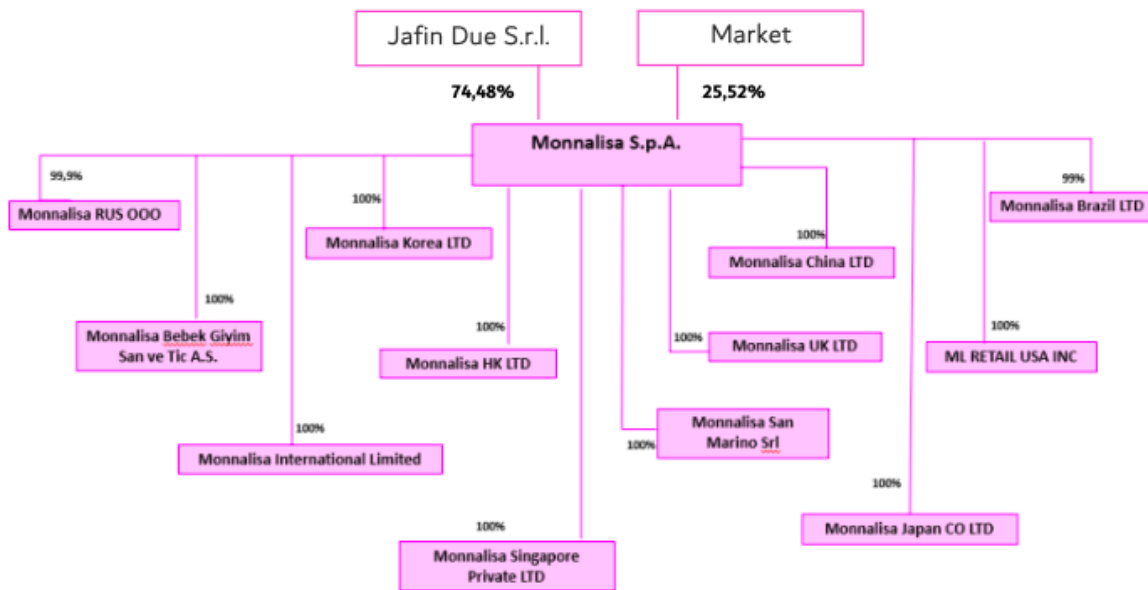 Jafin Due S.r.l.
Market
74,48%
25,52%
Monnalisa S.p.A.
99,9%
Monnalisa RUS OOO
100%
Monnalisa Korea LTD
99%
Monnalisa Brazil LTD
100%
Monnalisa China LTD
100%
Monnalisa Bebek Giyim
San ve Tic A.S.
100%
Monnalisa HK LTD
100%
Monnalisa UK LTD
100%
ML RETAIL USA INC
100%
Monnalisa International Limited
100%
Monnalisa San
Marino Srl
100%
Monnalisa Japan CO LTD
100%
Monnalisa Singapore
Private LTD